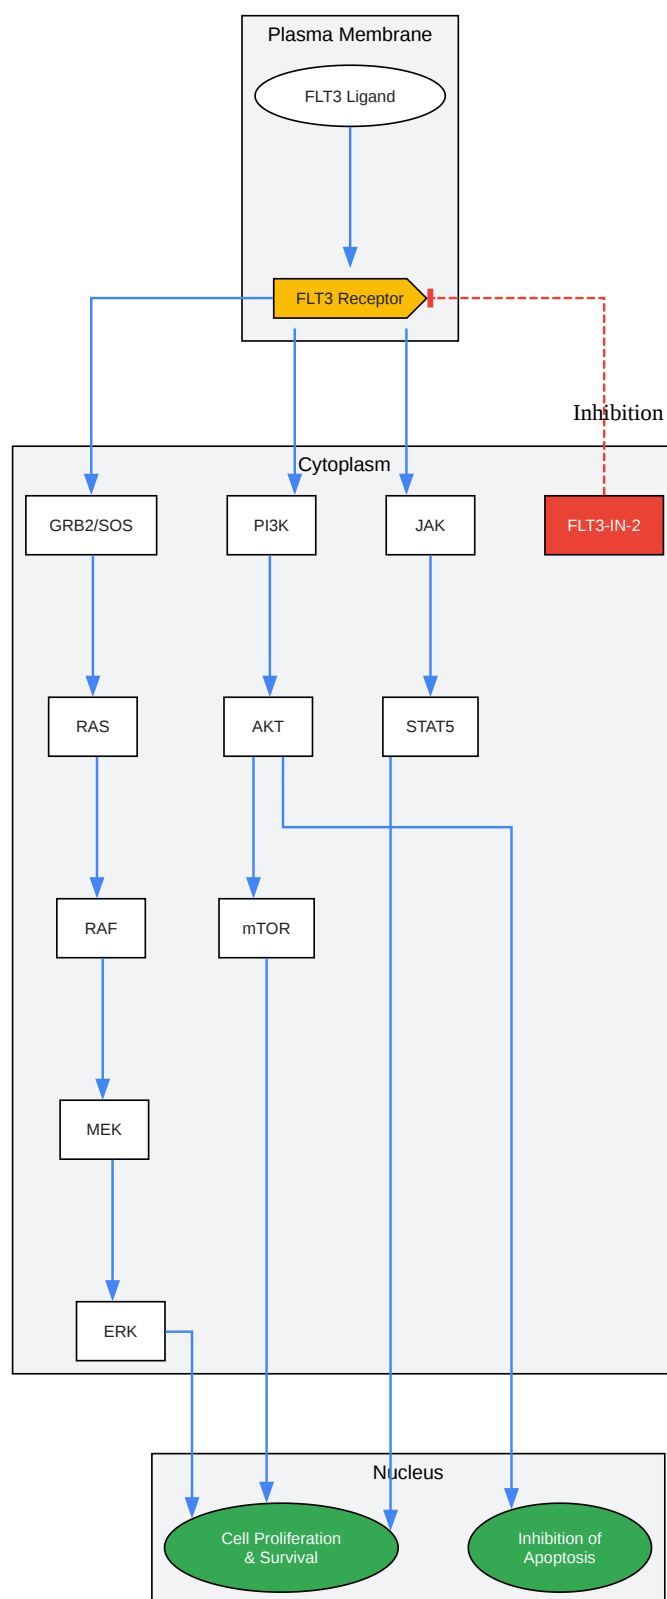 Plasma Membrane
FLT3 Ligand
FLT3 Receptor
Inhibition
Cytoplasm
GRB2/SOS
PI3K
JAK
FLT3-IN-2
RAS
AKT
STAT5
RAF
mTOR
MEK
ERK
Nucleus
Cell Proliferation
& Survival
Inhibition of
Apoptosis